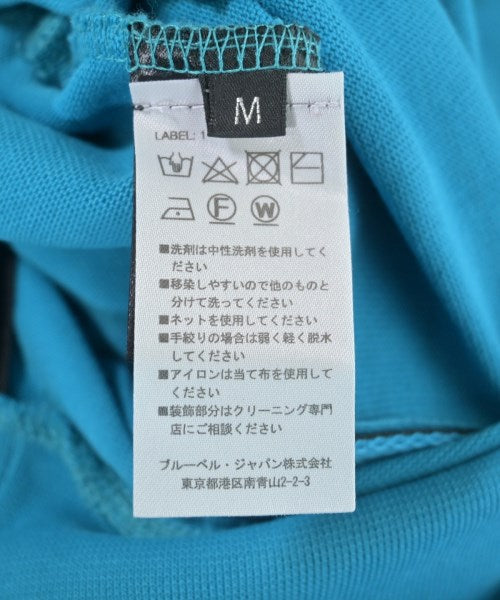 M
LABEL: 1
F W
■洗剤は中性洗剤を使用してく
ださい
■移染しやすいので他のものと
分けて洗ってください
■ネットを使用してください
■手絞りの場合は弱く軽く脱水
してください
■アイロンは当て布を使用して
ください
■装飾部分はクリーニング専門
店にご相談ください
ブルーベル・ジャパン株式会社
東京都港区南青山2-2-3